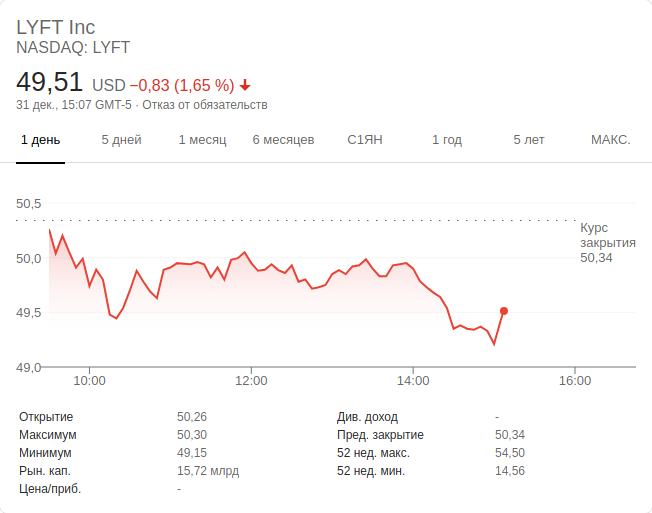 LYFT Inc
NASDAQ: LYFT
49,51 USD −0,83 (1,65 %)
31 дек., 15:07 GMT-5 · Отказ от обязательств
1 день 5 дней 1 месяц 6 месяцев С1ЯН 1 год 5 лет МАКС.
50,5
Курс
закрытия
50,34
50,0
49,5
49,0
10:00 12:00 14:00 16:00
Открытие 50,26 Див. доход -
Максимум 50,30 Пред. закрытие 50,34
Минимум 49,15 52 нед. макс. 54,50
Рын. кап. 15,72 млрд 52 нед. мин. 14,56
Цена/приб. -